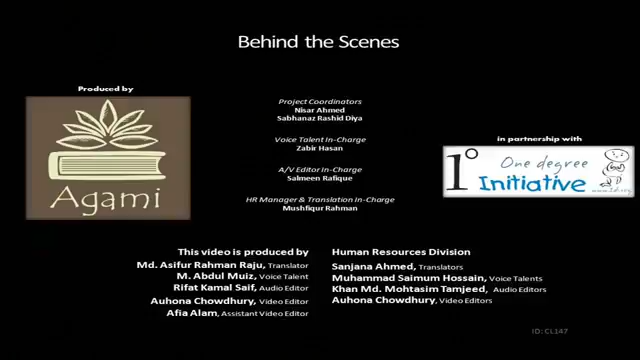 Behind the Scenes
Produced by
Agami
Project Coordinators
Nisar Ahmed
Sabhanaz Rashid Diya
Voice Talent In-Charge
Zabir Hasan
A/V Editor In-Charge
Salmeen Rafique
HR Manager & Translation In-Charge
Mushfiqur Rahman
in partnership with
1° One degree
Initiative
www.1di.org
This video is produced by
Md. Asifur Rahman Raju, Translator
M. Abdul Muiz, Voice Talent
Rifat Kamal Saif, Audio Editor
Auhona Chowdhury, Video Editor
Afia Alam, Assistant Video Editor
Human Resources Division
Sanjana Ahmed, Translators
Muhammad Saimum Hossain, Voice Talents
Khan Md. Mohtasim Tamjeed, Audio Editors
Auhona Chowdhury, Video Editors
ID:CL147